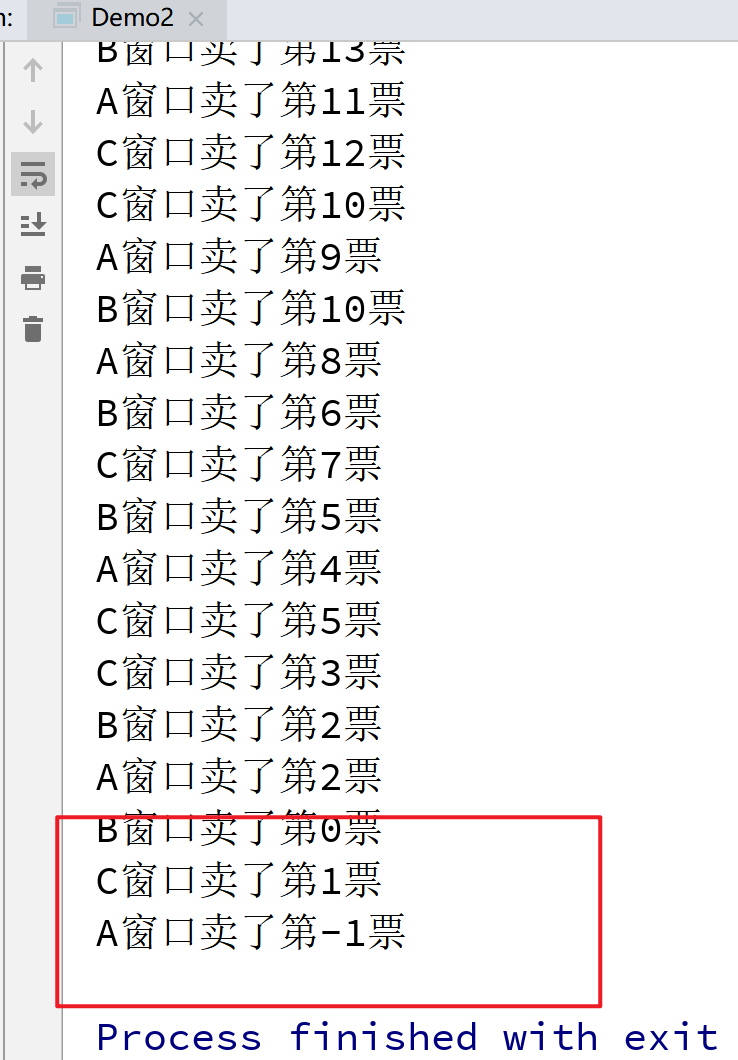 n:
Demo2
B窗口卖了第13票
A窗口卖了第11票
C窗口卖了第12票
C窗口卖了第10票
A窗口卖了第9票
B窗口卖了第10票
A窗口卖了第8票
B窗口卖了第6票
C窗口卖了第7票
B窗口卖了第5票
A窗口卖了第4票
C窗口卖了第5票
C窗口卖了第3票
B窗口卖了第2票
A窗口卖了第2票
B窗口卖了第0票
C窗口卖了第1票
A窗口卖了第-1票
Process finished with exit